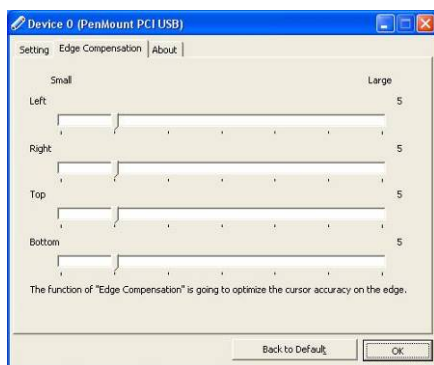 Device 0 (PenMount PCI USB)
Setting Edge Compensation About
Small Large
Left 5
Right 5
Top 5
Bottom 5
The function of "Edge Compensation" is going to optimize the cursor accuracy on the edge.
Back to Default OK